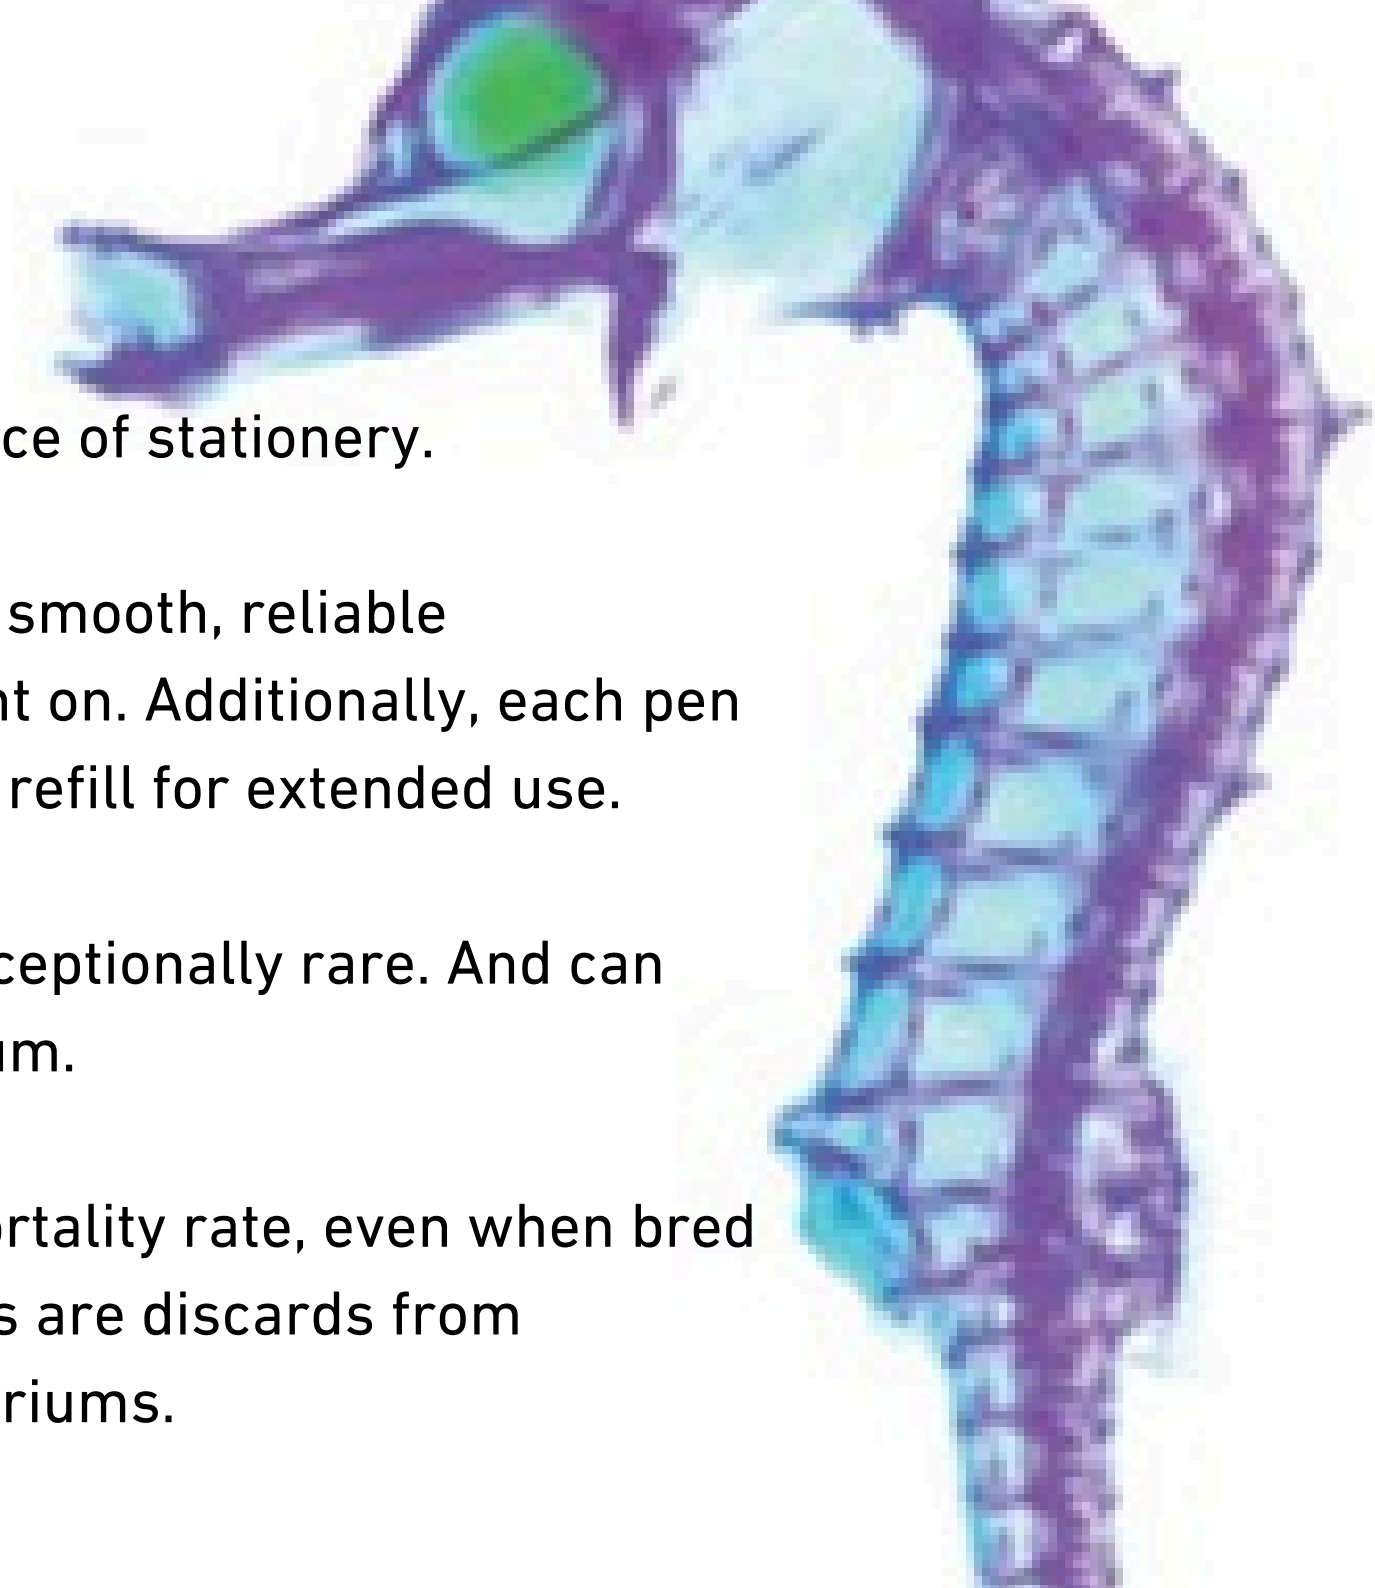 ce of stationery.
smooth, reliable
nt on. Additionally, each pen
refill for extended use.
ceptionally rare. And can
um.
rtality rate, even when bred
s are discards from
riums.